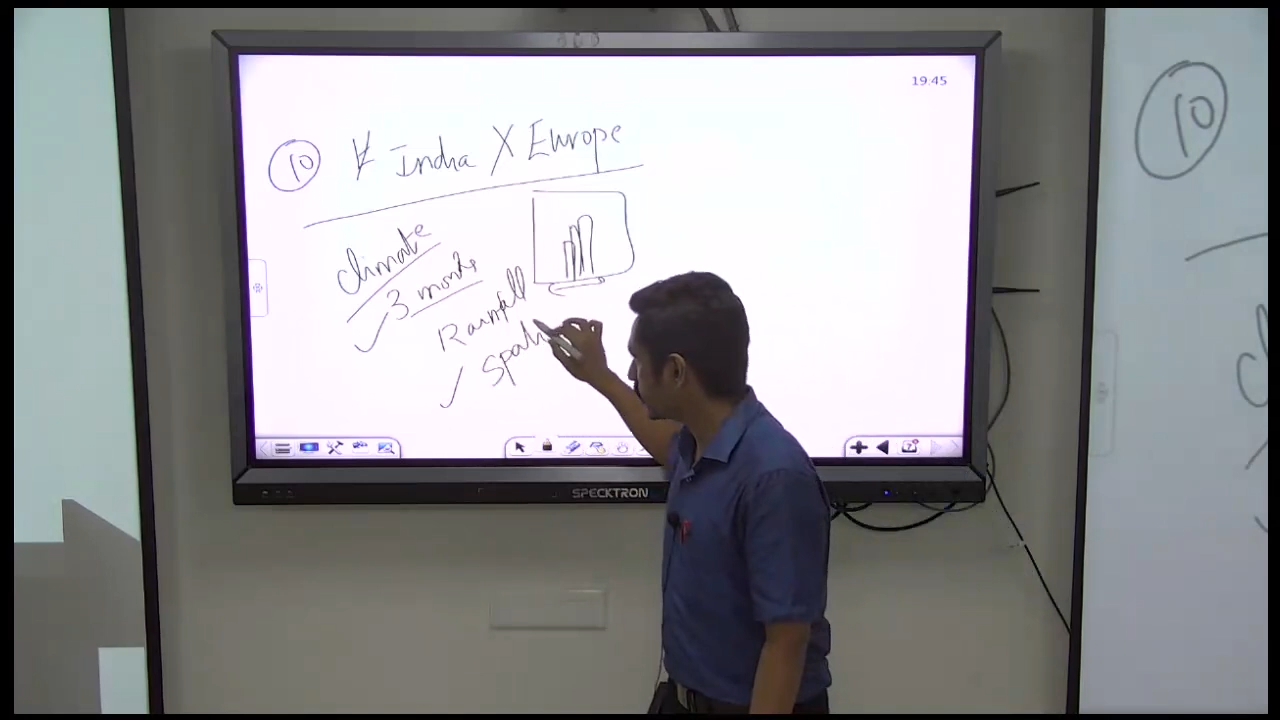 19.45
10 India X Europe
climate
3 months
Rainfall
Spati
SPECKTRON
10